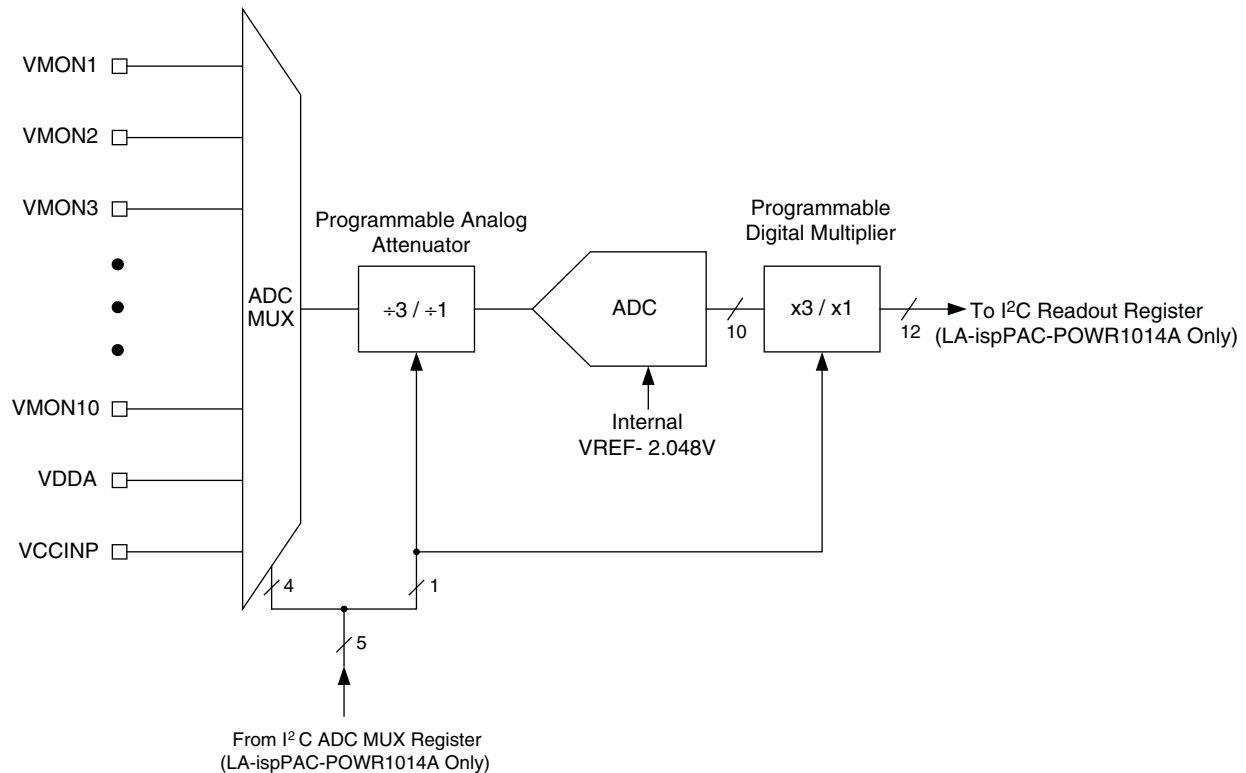 VMON1
VMON2
VMON3
VMON10
VDDA
VCCINP
ADC
MUX
Programmable Analog
Attenuator
÷3 / ÷1
ADC
Internal
VREF- 2.048V
10
Programmable
Digital Multiplier
x3 / x1
12
To I²C Readout Register
(LA-ispPAC-POWR1014A Only)
4
1
5
From I² C ADC MUX Register
(LA-ispPAC-POWR1014A Only)